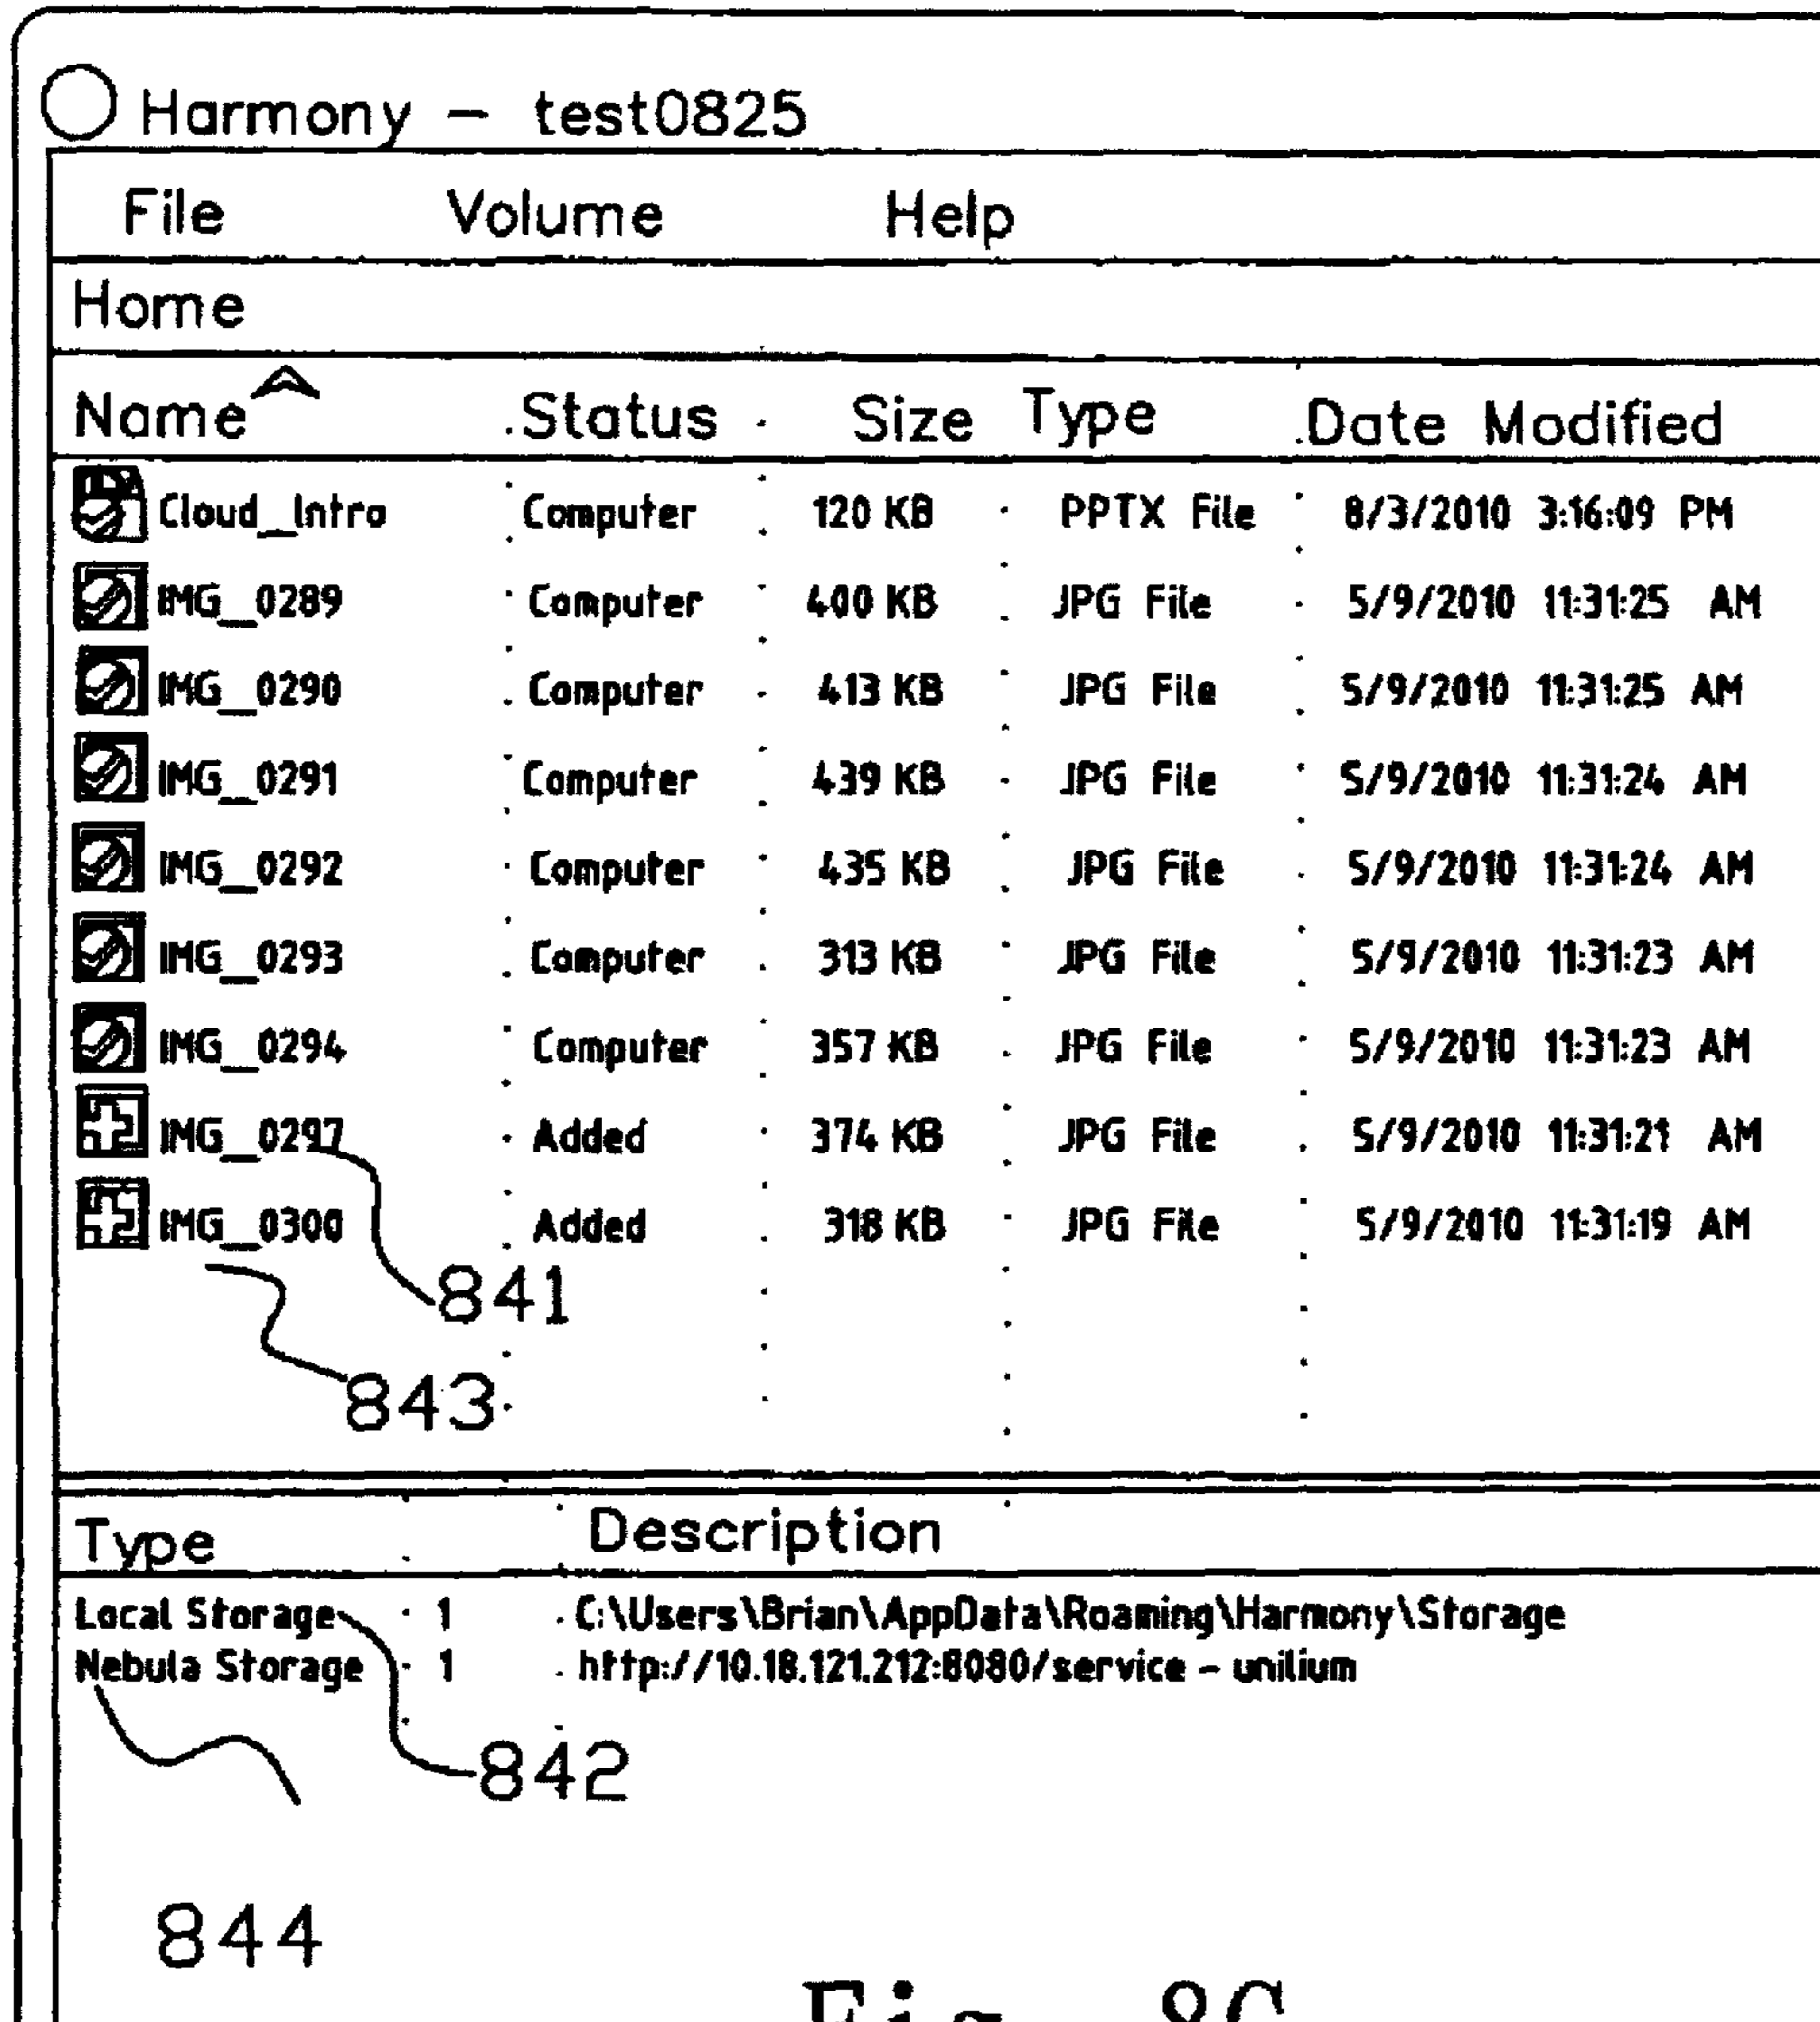 Harmony – test0825
File Volume Help
Home
Name Status Size Type Date Modified
Cloud_Intro Computer 120 KB PPTX File 8/3/2010 3:16:09 PM
IMG_0289 Computer 400 KB JPG File 5/9/2010 11:31:25 AM
IMG_0290 Computer 413 KB JPG File 5/9/2010 11:31:25 AM
IMG_0291 Computer 439 KB JPG File 5/9/2010 11:31:24 AM
IMG_0292 Computer 435 KB JPG File 5/9/2010 11:31:24 AM
IMG_0293 Computer 313 KB JPG File 5/9/2010 11:31:23 AM
IMG_0294 Computer 357 KB JPG File 5/9/2010 11:31:23 AM
IMG_0297 Added 374 KB JPG File 5/9/2010 11:31:21 AM
IMG_0300 Added 318 KB JPG File 5/9/2010 11:31:19 AM
841
843
Type Description
Local Storage 1 C:\Users\Brian\AppData\Roaming\Harmony\Storage
Nebula Storage 1 http://10.18.121.212:8080/service – unilium
842
844